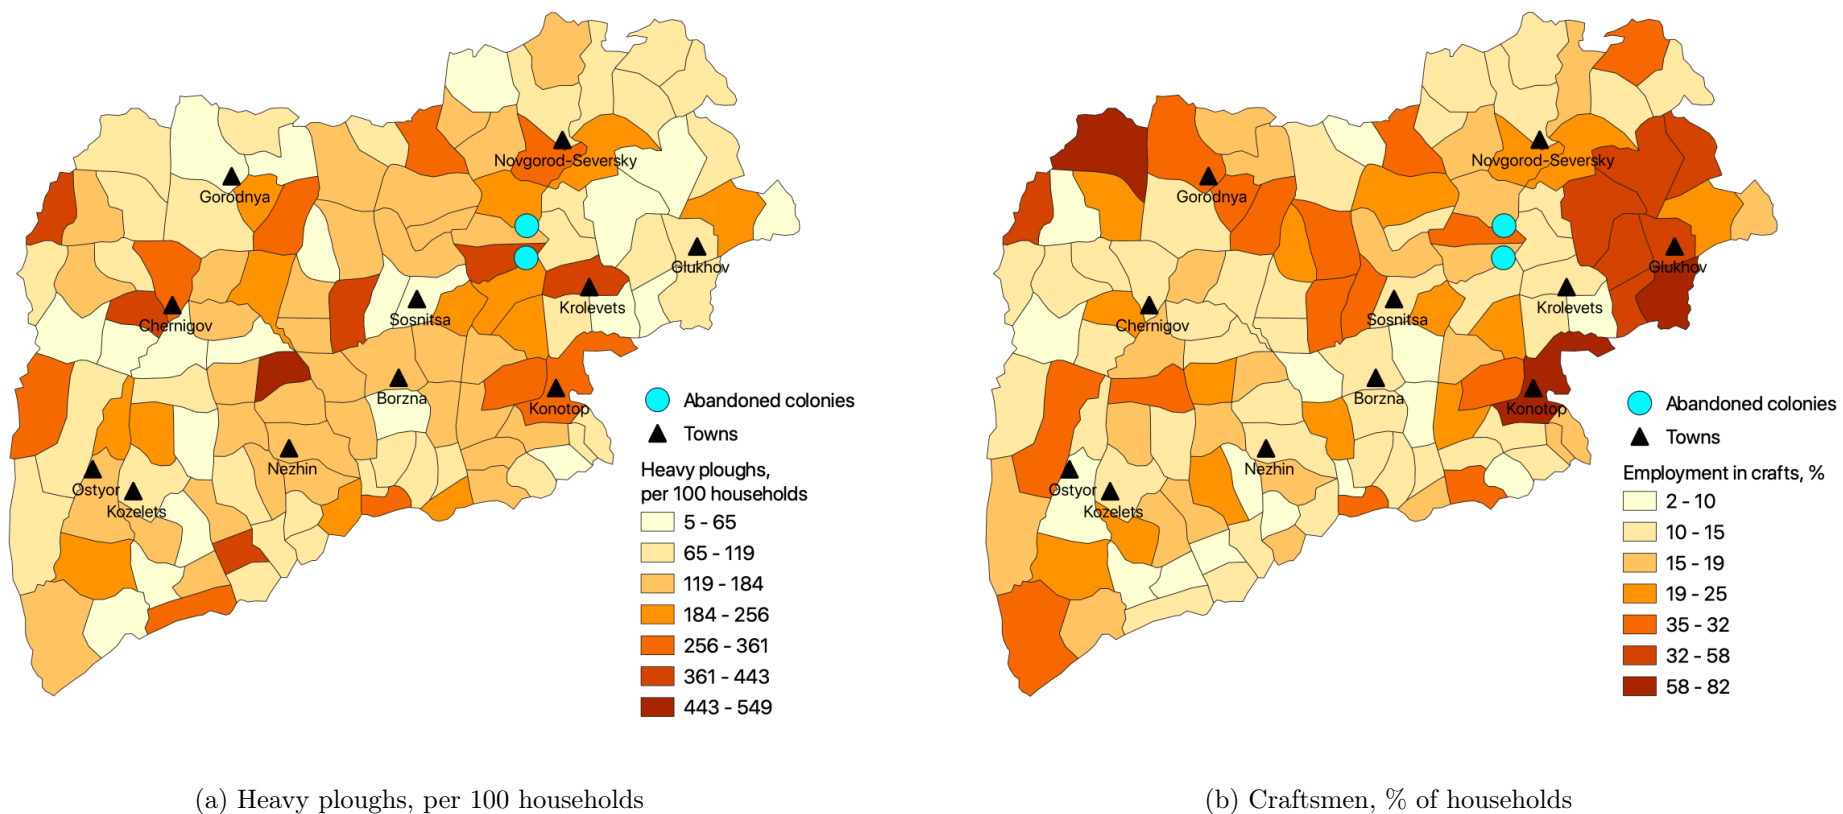 Novgorod-Seversky
Gorodnya
Glukhov
Chernigov
Sosnitsa
Krolevets
Borzna
Konotop
Nezhin
Ostyor
Kozelets
Abandoned colonies
Towns
Heavy ploughs,
per 100 households
5 - 65
65 - 119
119 - 184
184 - 256
256 - 361
361 - 443
443 - 549
(a) Heavy ploughs, per 100 households
Novgorod-Seversky
Gorodnya
Glukhov
Chernigov
Sosnitsa
Krolevets
Borzna
Konotop
Nezhin
Ostyor
Kozelets
Abandoned colonies
Towns
Employment in crafts, %
2 - 10
10 - 15
15 - 19
19 - 25
35 - 32
32 - 58
58 - 82
(b) Craftsmen, % of households